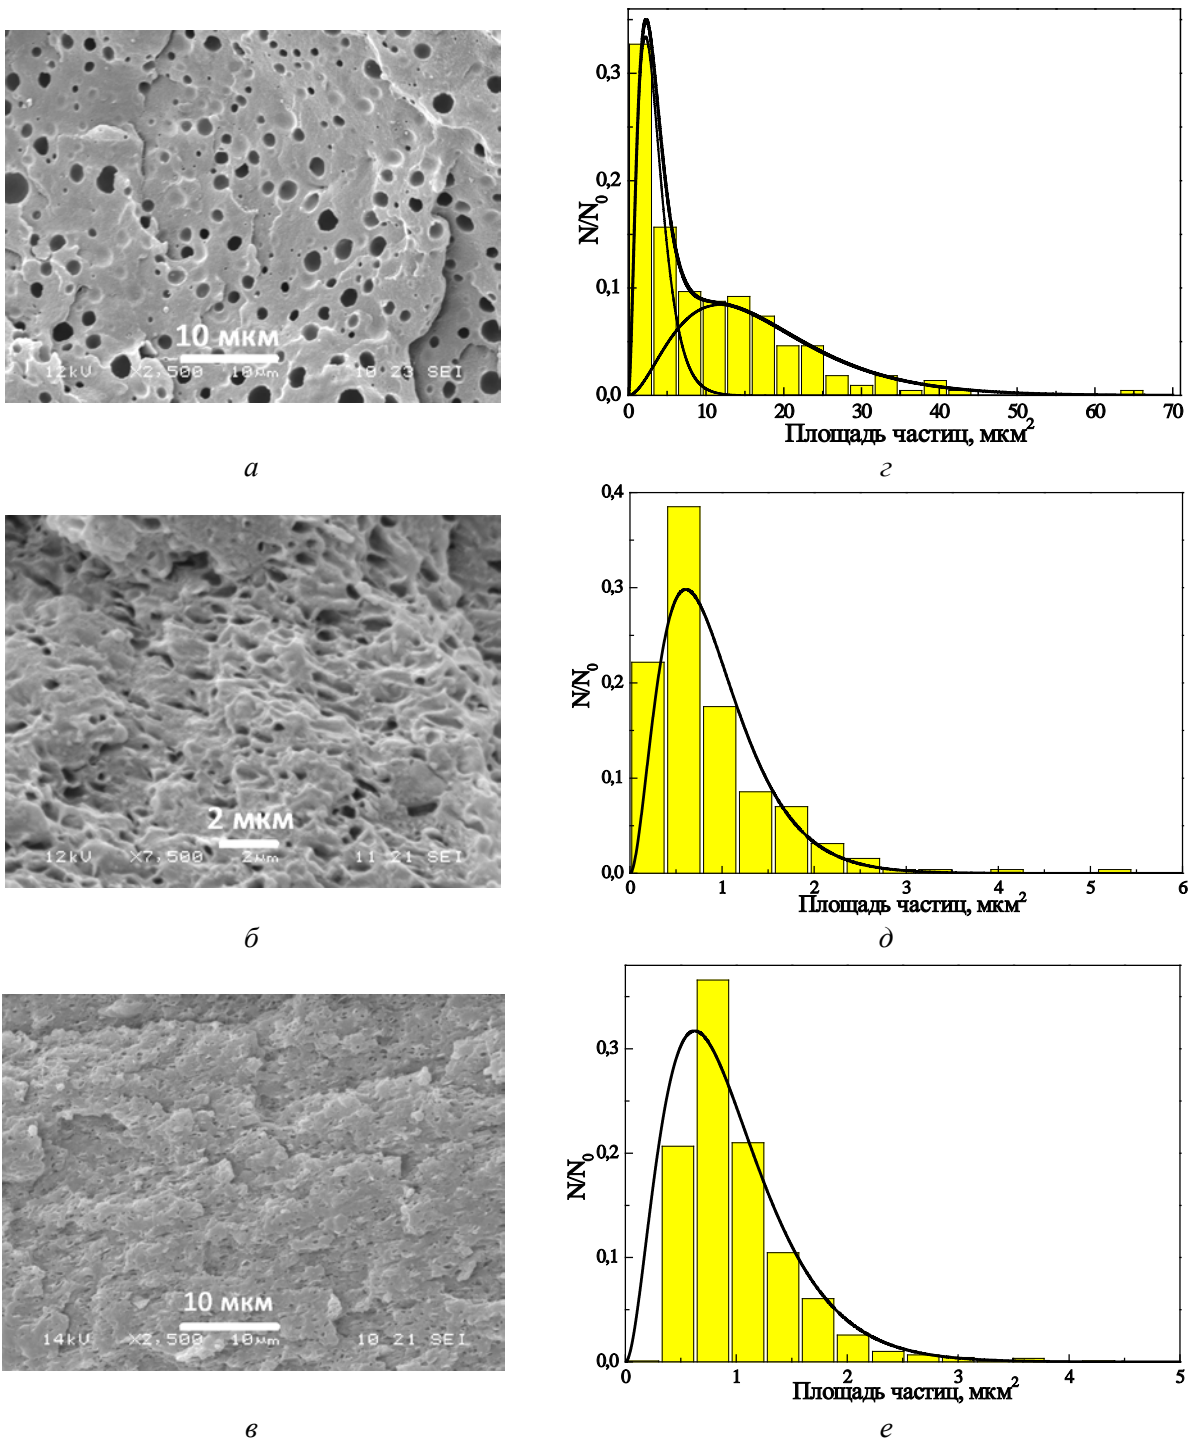 10 мкм
12kV X2,500 10μm 10 23 SEI
а
N/N0
0,3
0,2
0,1
0,0
0 10 20 30 40 50 60 70
Площадь частиц, мкм2
г
2 мкм
12kV X7,500 2μm 11 21 SEI
б
N/N0
0,4
0,3
0,2
0,1
0,0
0 1 2 3 4 5 6
Площадь частиц, мкм2
д
10 мкм
14kV X2,500 10μm 10 21 SEI
в
N/N0
0,3
0,2
0,1
0,0
0 1 2 3 4 5
Площадь частиц, мкм2
е